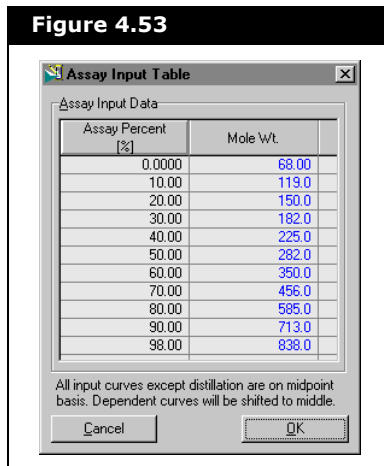 Figure 4.53
Assay Input Table
Assay Input Data
Assay Percent [%] Mole Wt.
0.0000 68.00
10.00 119.0
20.00 150.0
30.00 182.0
40.00 225.0
50.00 282.0
60.00 350.0
70.00 456.0
80.00 585.0
90.00 713.0
98.00 838.0
All input curves except distillation are on midpoint
basis. Dependent curves will be shifted to middle.
Cancel OK